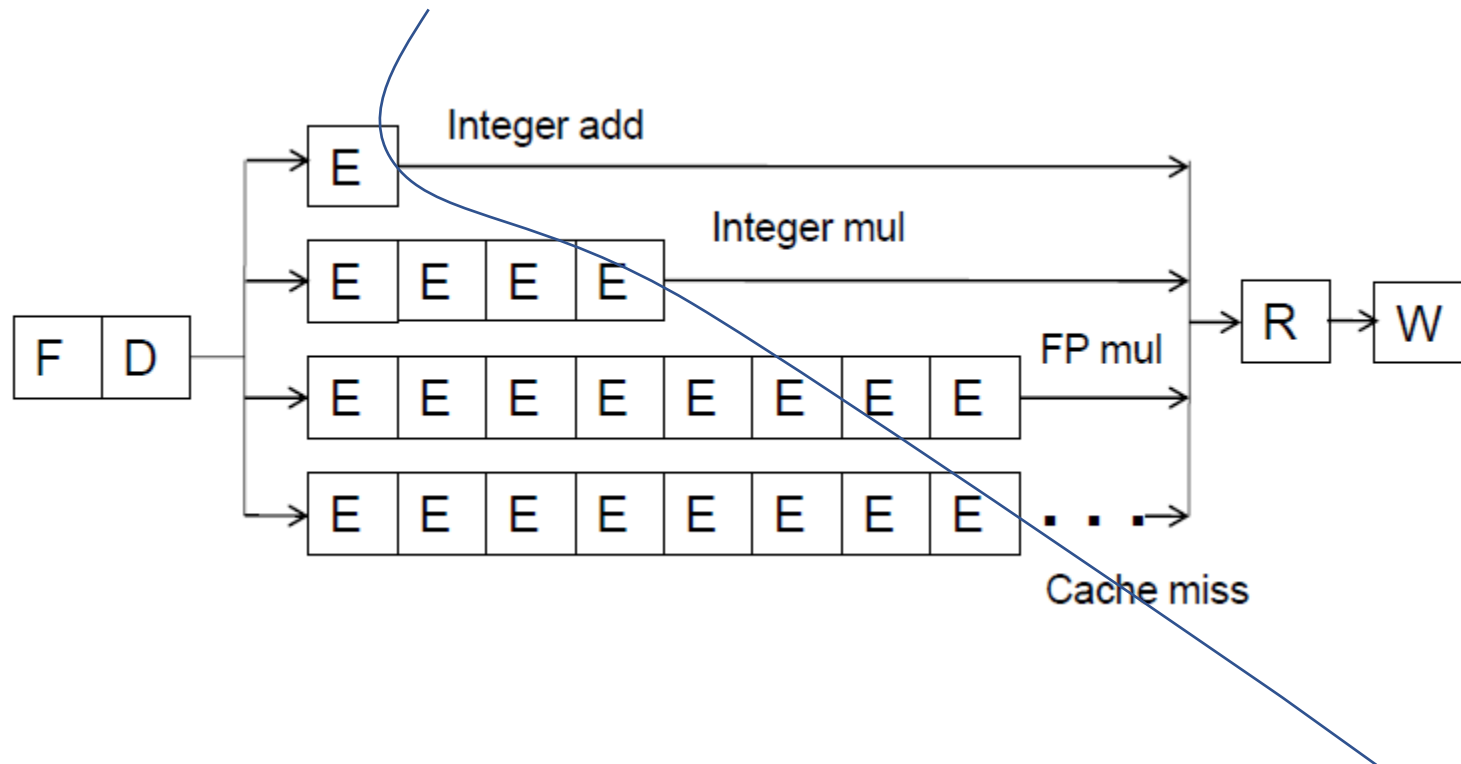 Integer add
E
Integer mul
E E E E
F D
R W
FP mul
E E E E E E E E
E E E E E E E E . . .
Cache miss